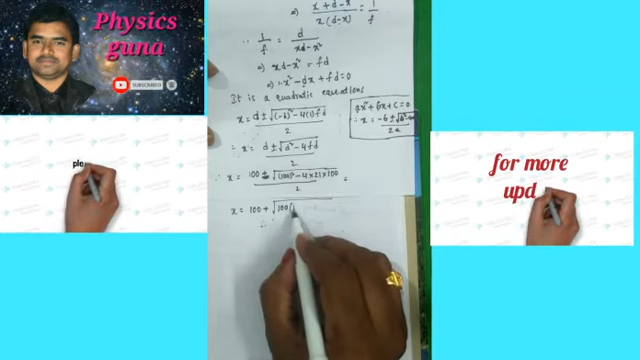 Physics
guna
SUBSCRIBE
ple
⇒ x+d-x / x(d-x) = 1/f
∴ 1/f = d / xd-x²
⇒ xd-x² = fd
⇒ x² - dx + fd = 0
It is a quadratic equations
ax² + bx + c = 0
x = d ± √(-b)² - 4(1)fd / 2
∴ x = -b ± √b² / 2a
∴ x = d ± √d² - 4fd / 2
∴ x = 100 ± √(100)² - 4×21×100 / 2 =
x = 100 + √100(
for more
upd